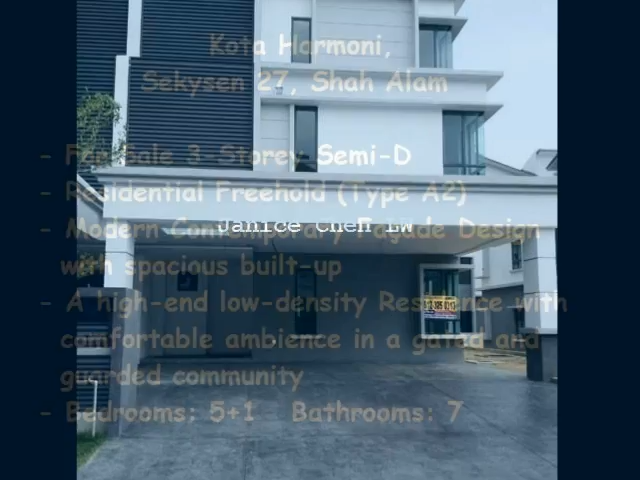 Kota Harmoni,
Sekysen 27, Shah Alam
- For Sale 3-Storey Semi-D
- Residential Freehold (Type A2)
- Modern Contemporary Façade Design
Janice Chen LW
with spacious built-up
- A high-end low-density Residence with
comfortable ambience in a gated and
guarded community
- Bedrooms: 5+1 Bathrooms: 7